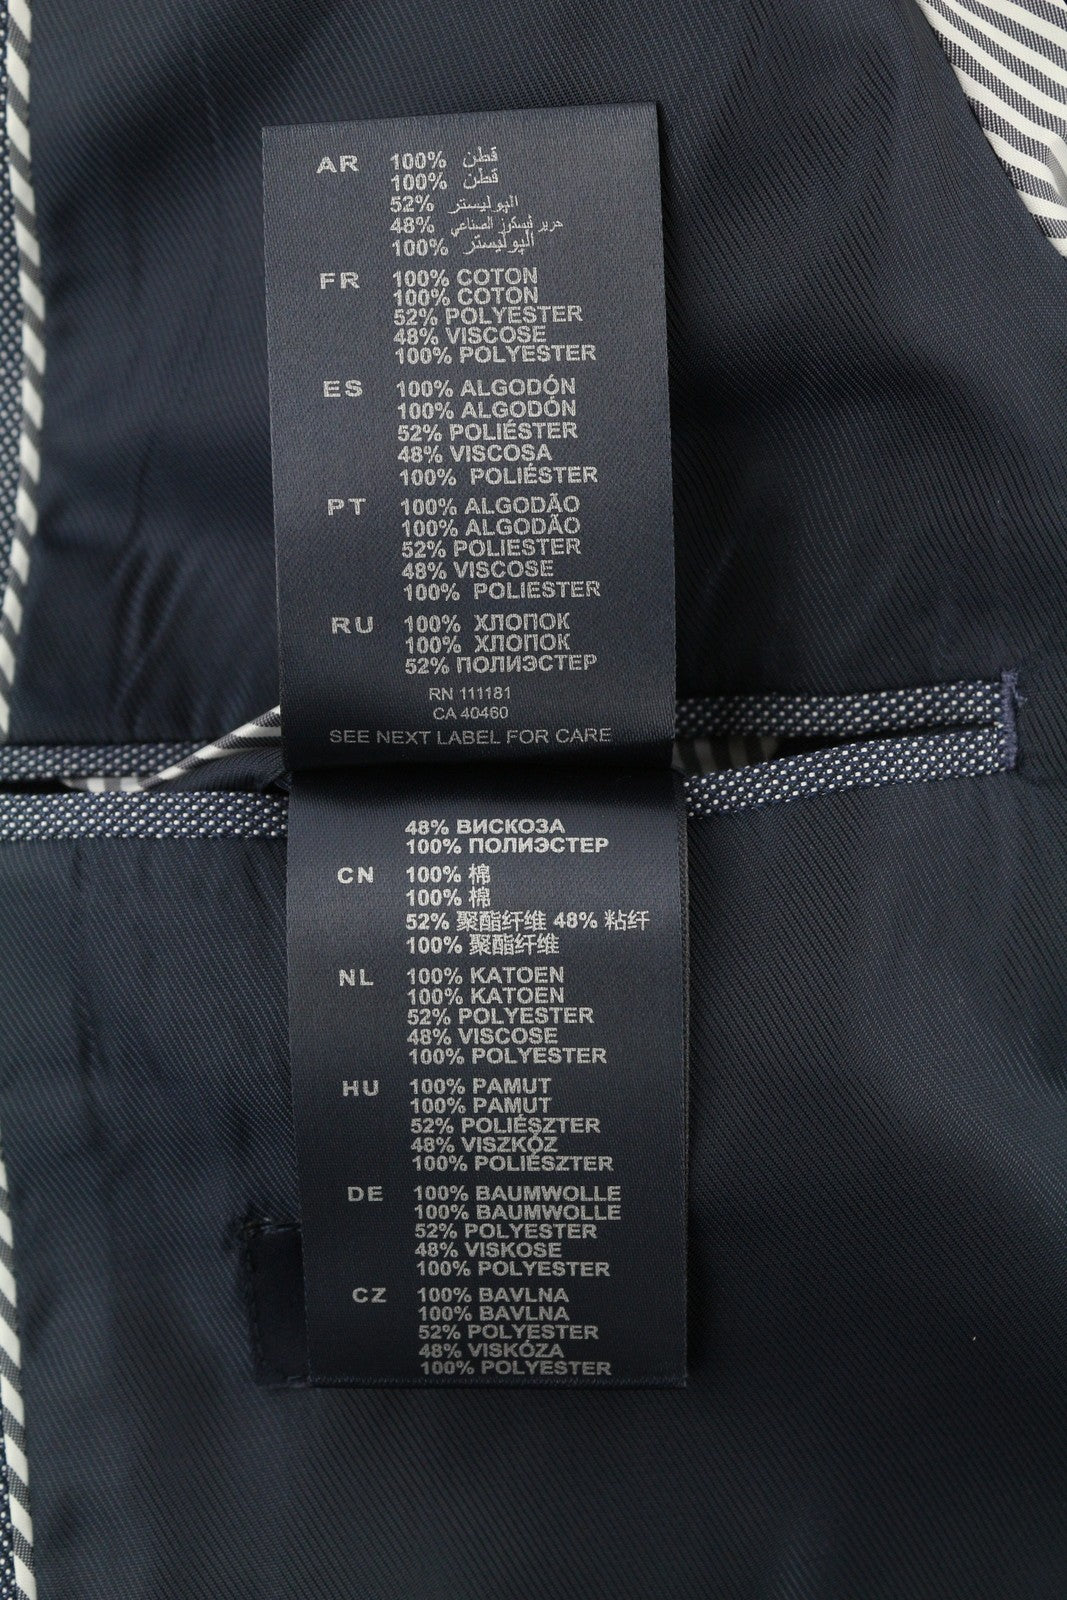 AR 100% قطن
100% قطن
52% البوليستر
48% حرير فيسكوز الصناعي
100% البوليستر
FR 100% COTON
100% COTON
52% POLYESTER
48% VISCOSE
100% POLYESTER
ES 100% ALGODÓN
100% ALGODÓN
52% POLIÉSTER
48% VISCOSA
100% POLIÉSTER
PT 100% ALGODÃO
100% ALGODÃO
52% POLIESTER
48% VISCOSE
100% POLIESTER
RU 100% ХЛОПОК
100% ХЛОПОК
52% ПОЛИЭСТЕР
RN 111181
CA 40460
SEE NEXT LABEL FOR CARE
48% ВИСКОЗА
100% ПОЛИЭСТЕР
CN 100% 棉
100% 棉
52% 聚酯纤维 48% 粘纤
100% 聚酯纤维
NL 100% KATOEN
100% KATOEN
52% POLYESTER
48% VISCOSE
100% POLYESTER
HU 100% PAMUT
100% PAMUT
52% POLIÉSZTER
48% VISZKÓZ
100% POLIÉSZTER
DE 100% BAUMWOLLE
100% BAUMWOLLE
52% POLYESTER
48% VISKOSE
100% POLYESTER
CZ 100% BAVLNA
100% BAVLNA
52% POLYESTER
48% VISKÓZA
100% POLYESTER